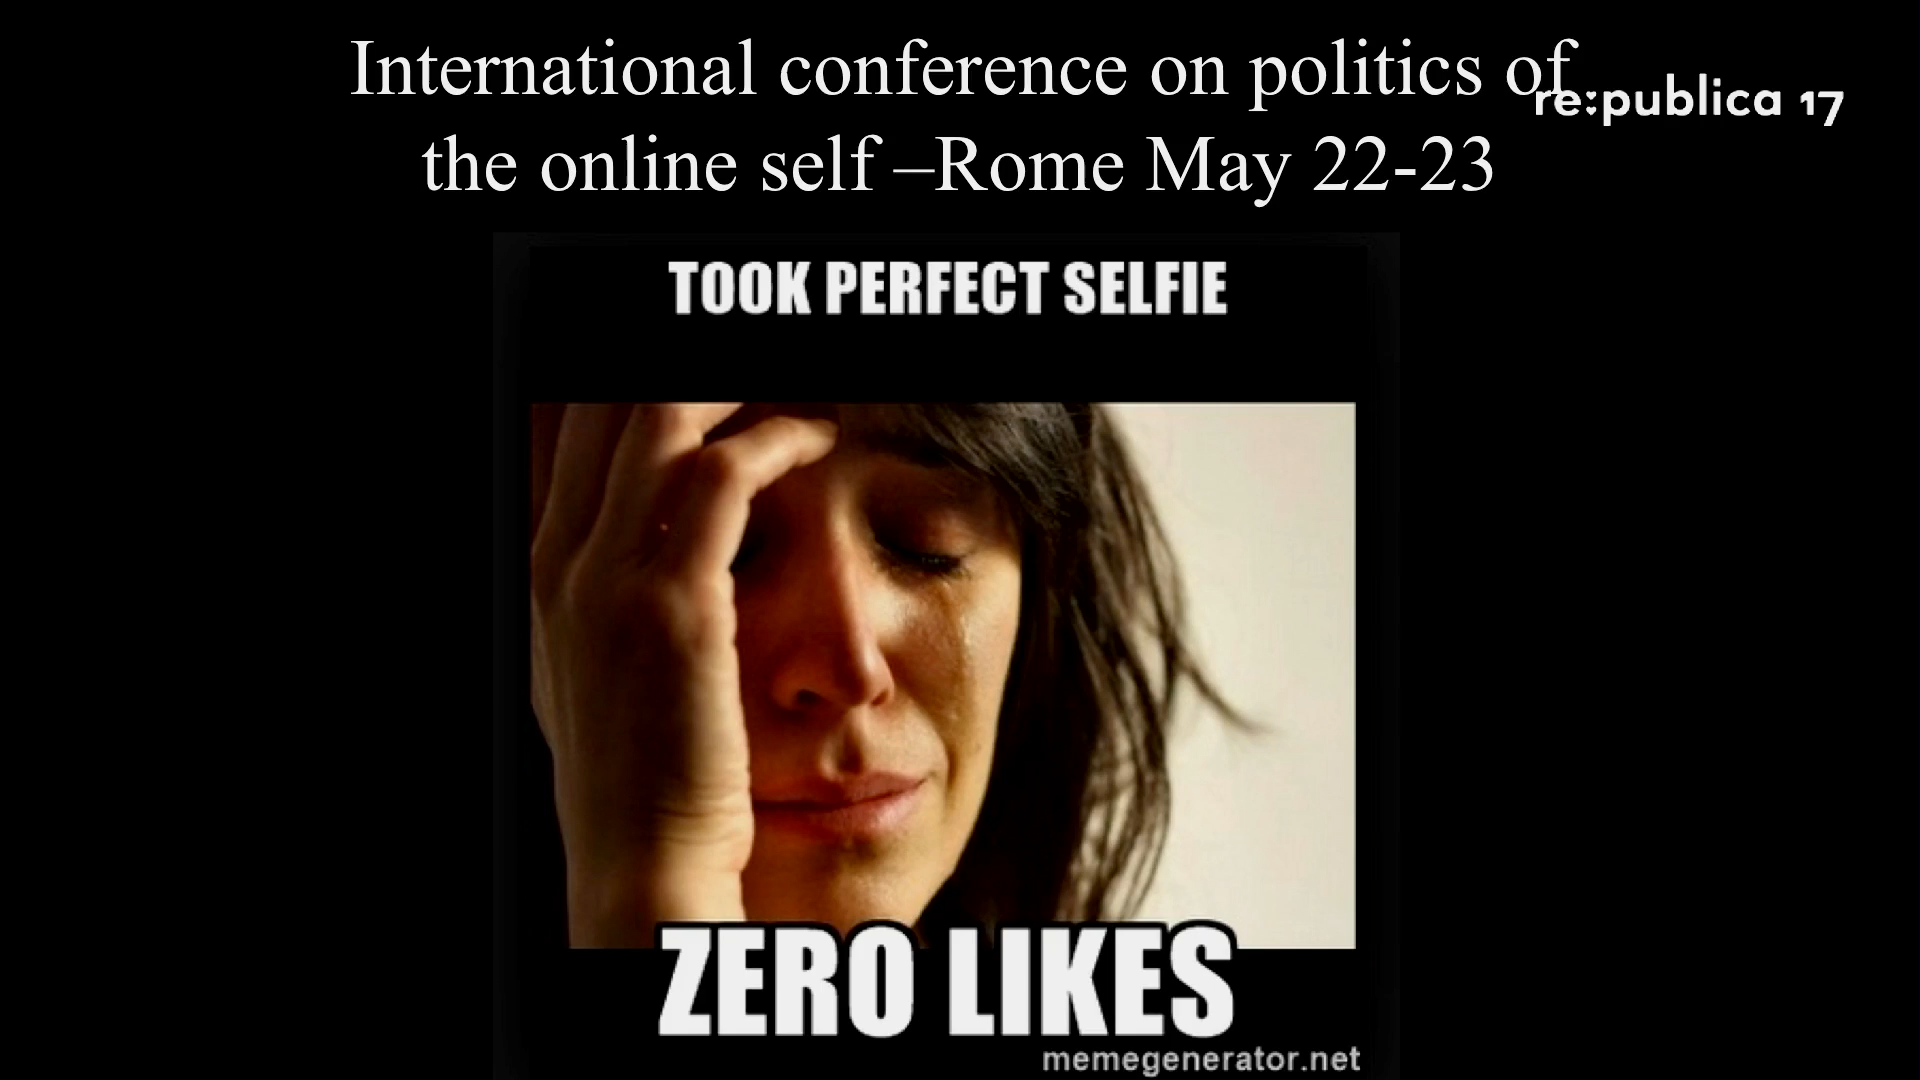 International conference on politics of
re:publica 17
the online self –Rome May 22-23
TOOK PERFECT SELFIE
ZERO LIKES
memegenerator.net